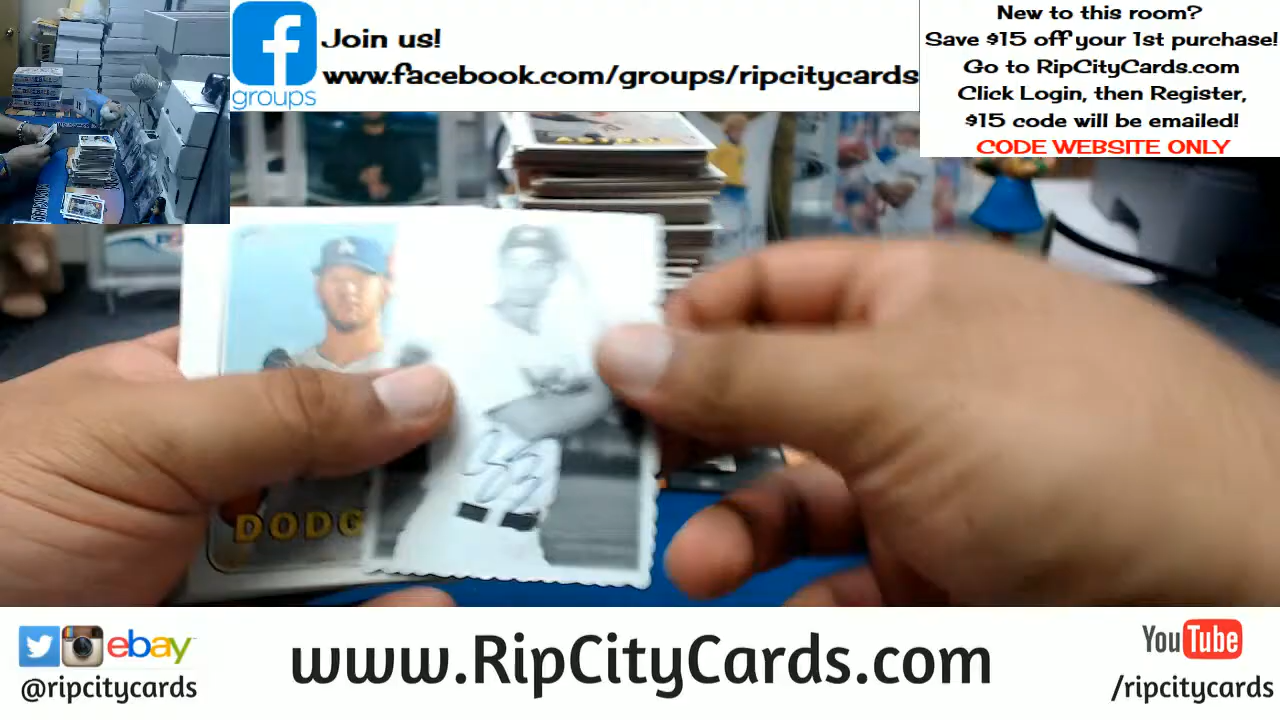 Join us!
www.facebook.com/groups/ripcitycards
groups
New to this room?
Save $15 off your 1st purchase!
Go to RipCityCards.com
Click Login, then Register,
$15 code will be emailed!
CODE WEBSITE ONLY
DODG
ebay
@ripcitycards
www.RipCityCards.com
YouTube
/ripcitycards